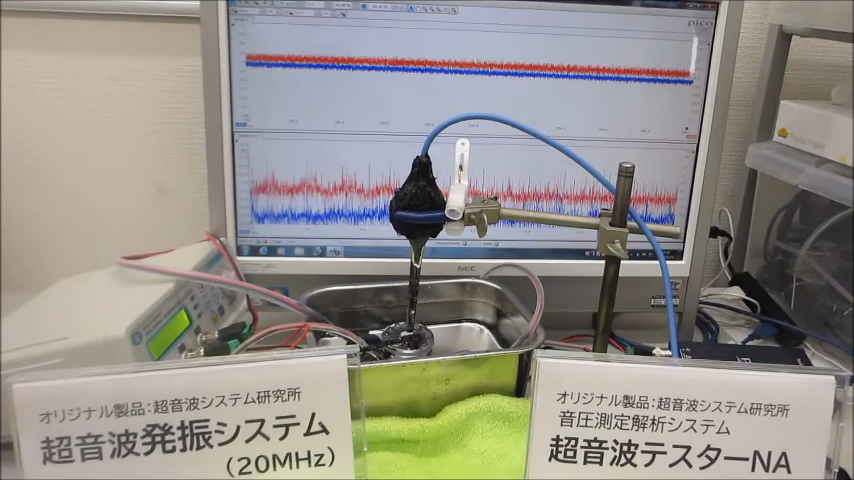 pico
NEC
オリジナル製品:超音波システム研究所
超音波発振システム
(20MHz)
オリジナル製品:超音波システム研究所
音圧測定解析システム
超音波テスターNA